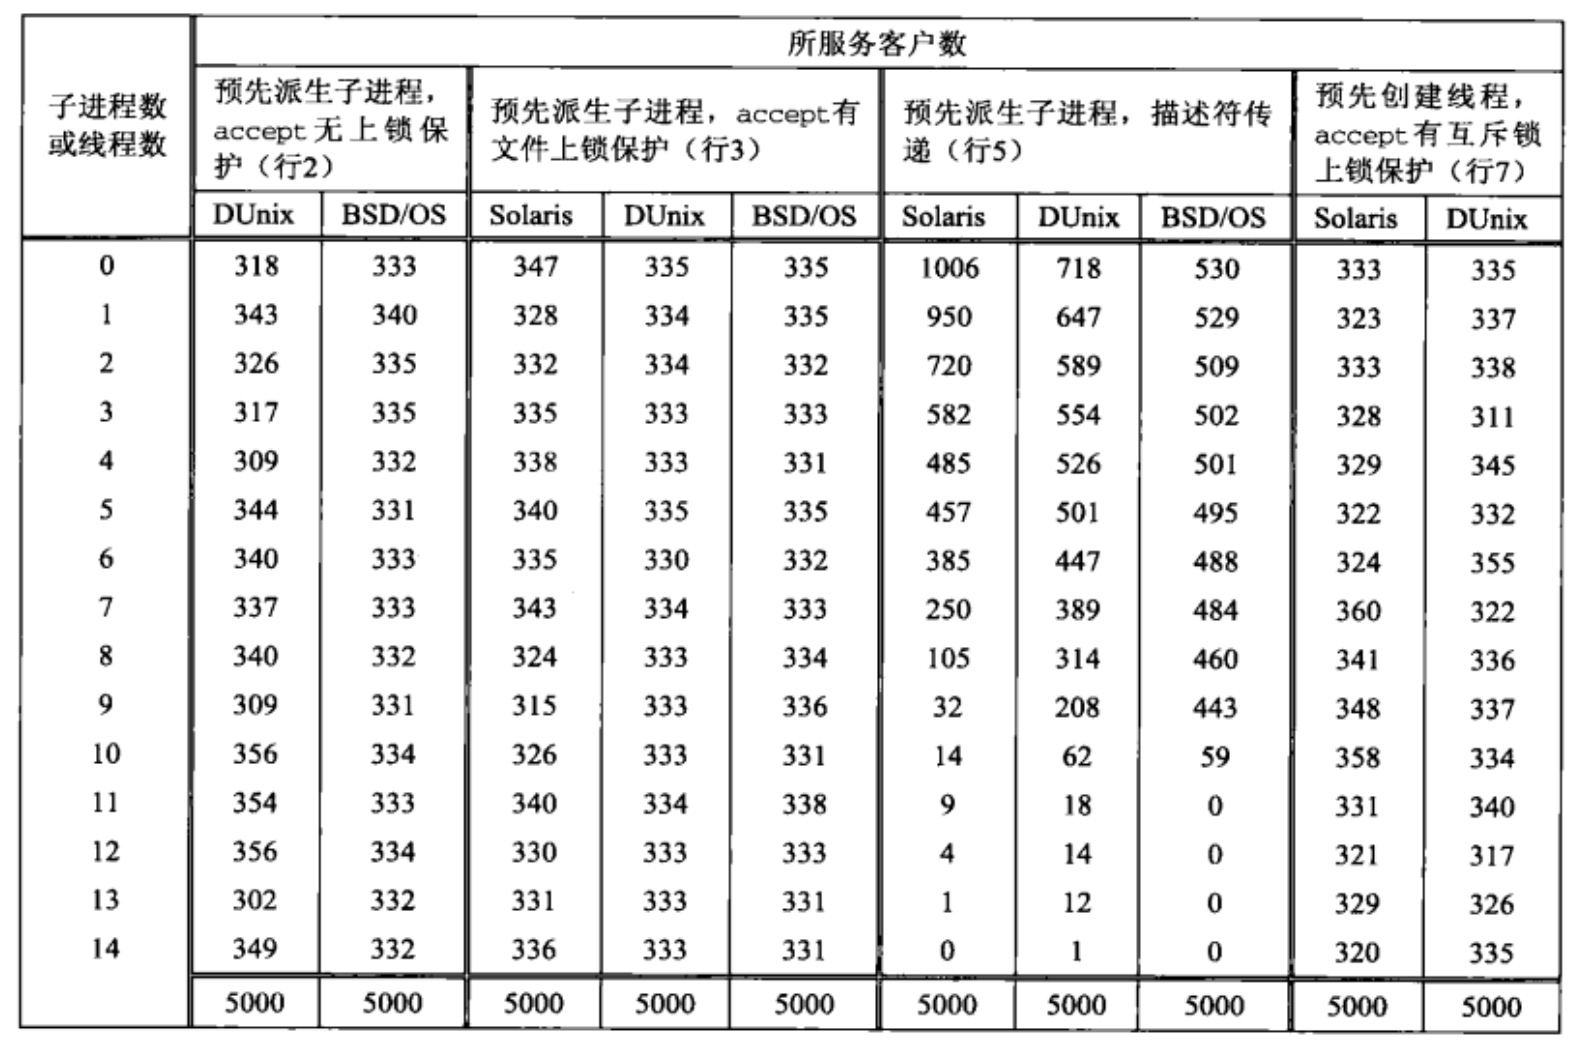 所服务客户数
子进程数
或线程数
预先派生子进程，
accept 无上锁保
护（行2）
预先派生子进程，accept有
文件上锁保护（行3）
预先派生子进程，描述符传
递（行5）
预先创建线程，
accept有互斥锁
上锁保护（行7）
DUnix BSD/OS Solaris DUnix BSD/OS Solaris DUnix BSD/OS Solaris DUnix
0 318 333 347 335 335 1006 718 530 333 335
1 343 340 328 334 335 950 647 529 323 337
2 326 335 332 334 332 720 589 509 333 338
3 317 335 335 333 333 582 554 502 328 311
4 309 332 338 333 331 485 526 501 329 345
5 344 331 340 335 335 457 501 495 322 332
6 340 333 335 330 332 385 447 488 324 355
7 337 333 343 334 333 250 389 484 360 322
8 340 332 324 333 334 105 314 460 341 336
9 309 331 315 333 336 32 208 443 348 337
10 356 334 326 333 331 14 62 59 358 334
11 354 333 340 334 338 9 18 0 331 340
12 356 334 330 333 333 4 14 0 321 317
13 302 332 331 333 331 1 12 0 329 326
14 349 332 336 333 331 0 1 0 320 335
5000 5000 5000 5000 5000 5000 5000 5000 5000 5000